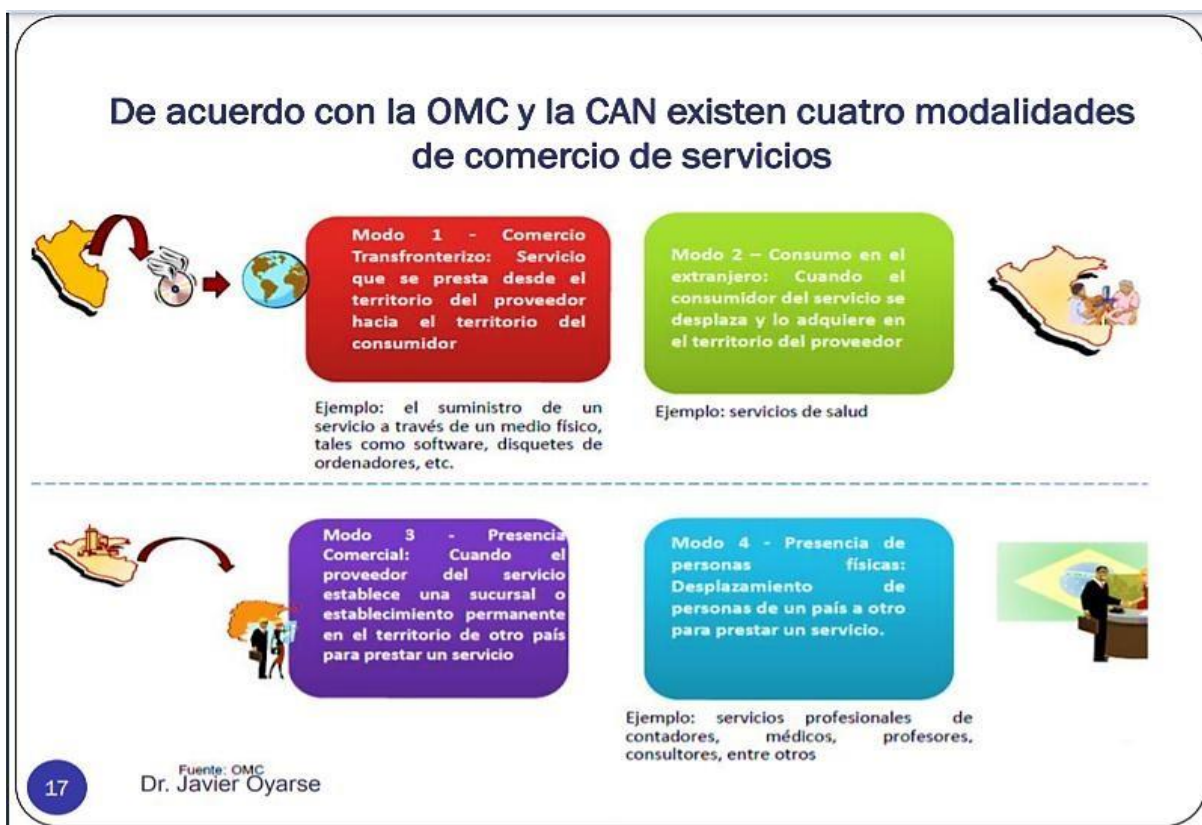 De acuerdo con la OMC y la CAN existen cuatro modalidades
de comercio de servicios
Modo 1 - Comercio
Transfronterizo: Servicio
que se presta desde el
territorio del proveedor
hacia el territorio del
consumidor
Ejemplo: el suministro de un
servicio a través de un medio físico,
tales como software, disquetes de
ordenadores, etc.
Modo 2 – Consumo en el
extranjero: Cuando el
consumidor del servicio se
desplaza y lo adquiere en
el territorio del proveedor
Ejemplo: servicios de salud
Modo 3 - Presencia
Comercial: Cuando el
proveedor del servicio
establece una sucursal o
establecimiento permanente
en el territorio de otro país
para prestar un servicio
Modo 4 - Presencia de
personas físicas:
Desplazamiento de
personas de un país a otro
para prestar un servicio.
Ejemplo: servicios profesionales de
contadores, médicos, profesores,
consultores, entre otros
Fuente: OMC
17
Dr. Javier Oyarse